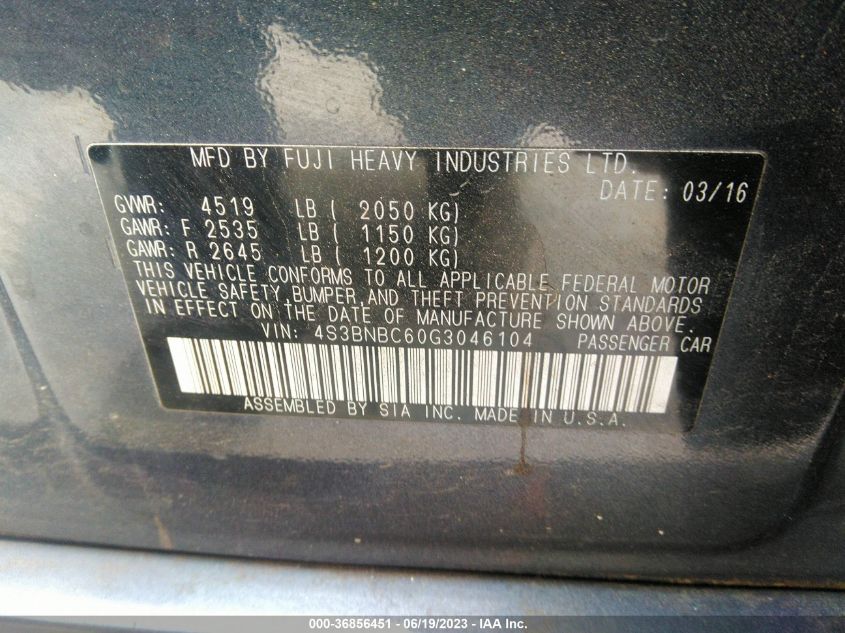 MFD BY FUJI HEAVY INDUSTRIES LTD.
DATE: 03/16
GVWR: 4519 LB ( 2050 KG)
GAWR: F 2535 LB ( 1150 KG)
GAWR: R 2645 LB ( 1200 KG)
THIS VEHICLE CONFORMS TO ALL APPLICABLE FEDERAL MOTOR
VEHICLE SAFETY, BUMPER, AND THEFT PREVENTION STANDARDS
IN EFFECT ON THE DATE OF MANUFACTURE SHOWN ABOVE.
VIN: 4S3BNBC60G3046104 PASSENGER CAR
ASSEMBLED BY SIA INC. MADE IN U.S.A.
000-36856451 - 06/19/2023 - IAA Inc.